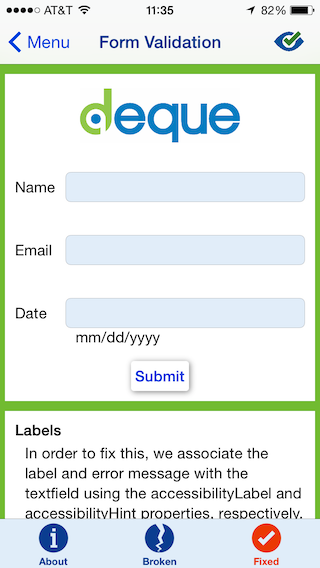 AT&T 11:35 82%
Menu Form Validation
deque
Name
Email
Date
mm/dd/yyyy
Submit
Labels
In order to fix this, we associate the
label and error message with the
textfield using the accessibilityLabel and
accessibilityHint properties, respectively.
About Broken Fixed